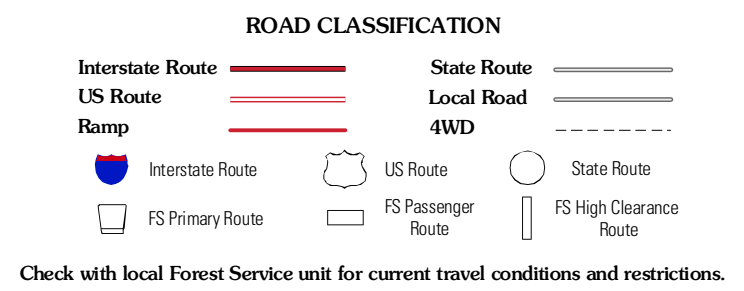 ROAD CLASSIFICATION
Interstate Route
State Route
US Route
Local Road
Ramp
4WD
Interstate Route
US Route
State Route
FS Primary Route
FS Passenger
Route
FS High Clearance
Route
Check with local Forest Service unit for current travel conditions and restrictions.